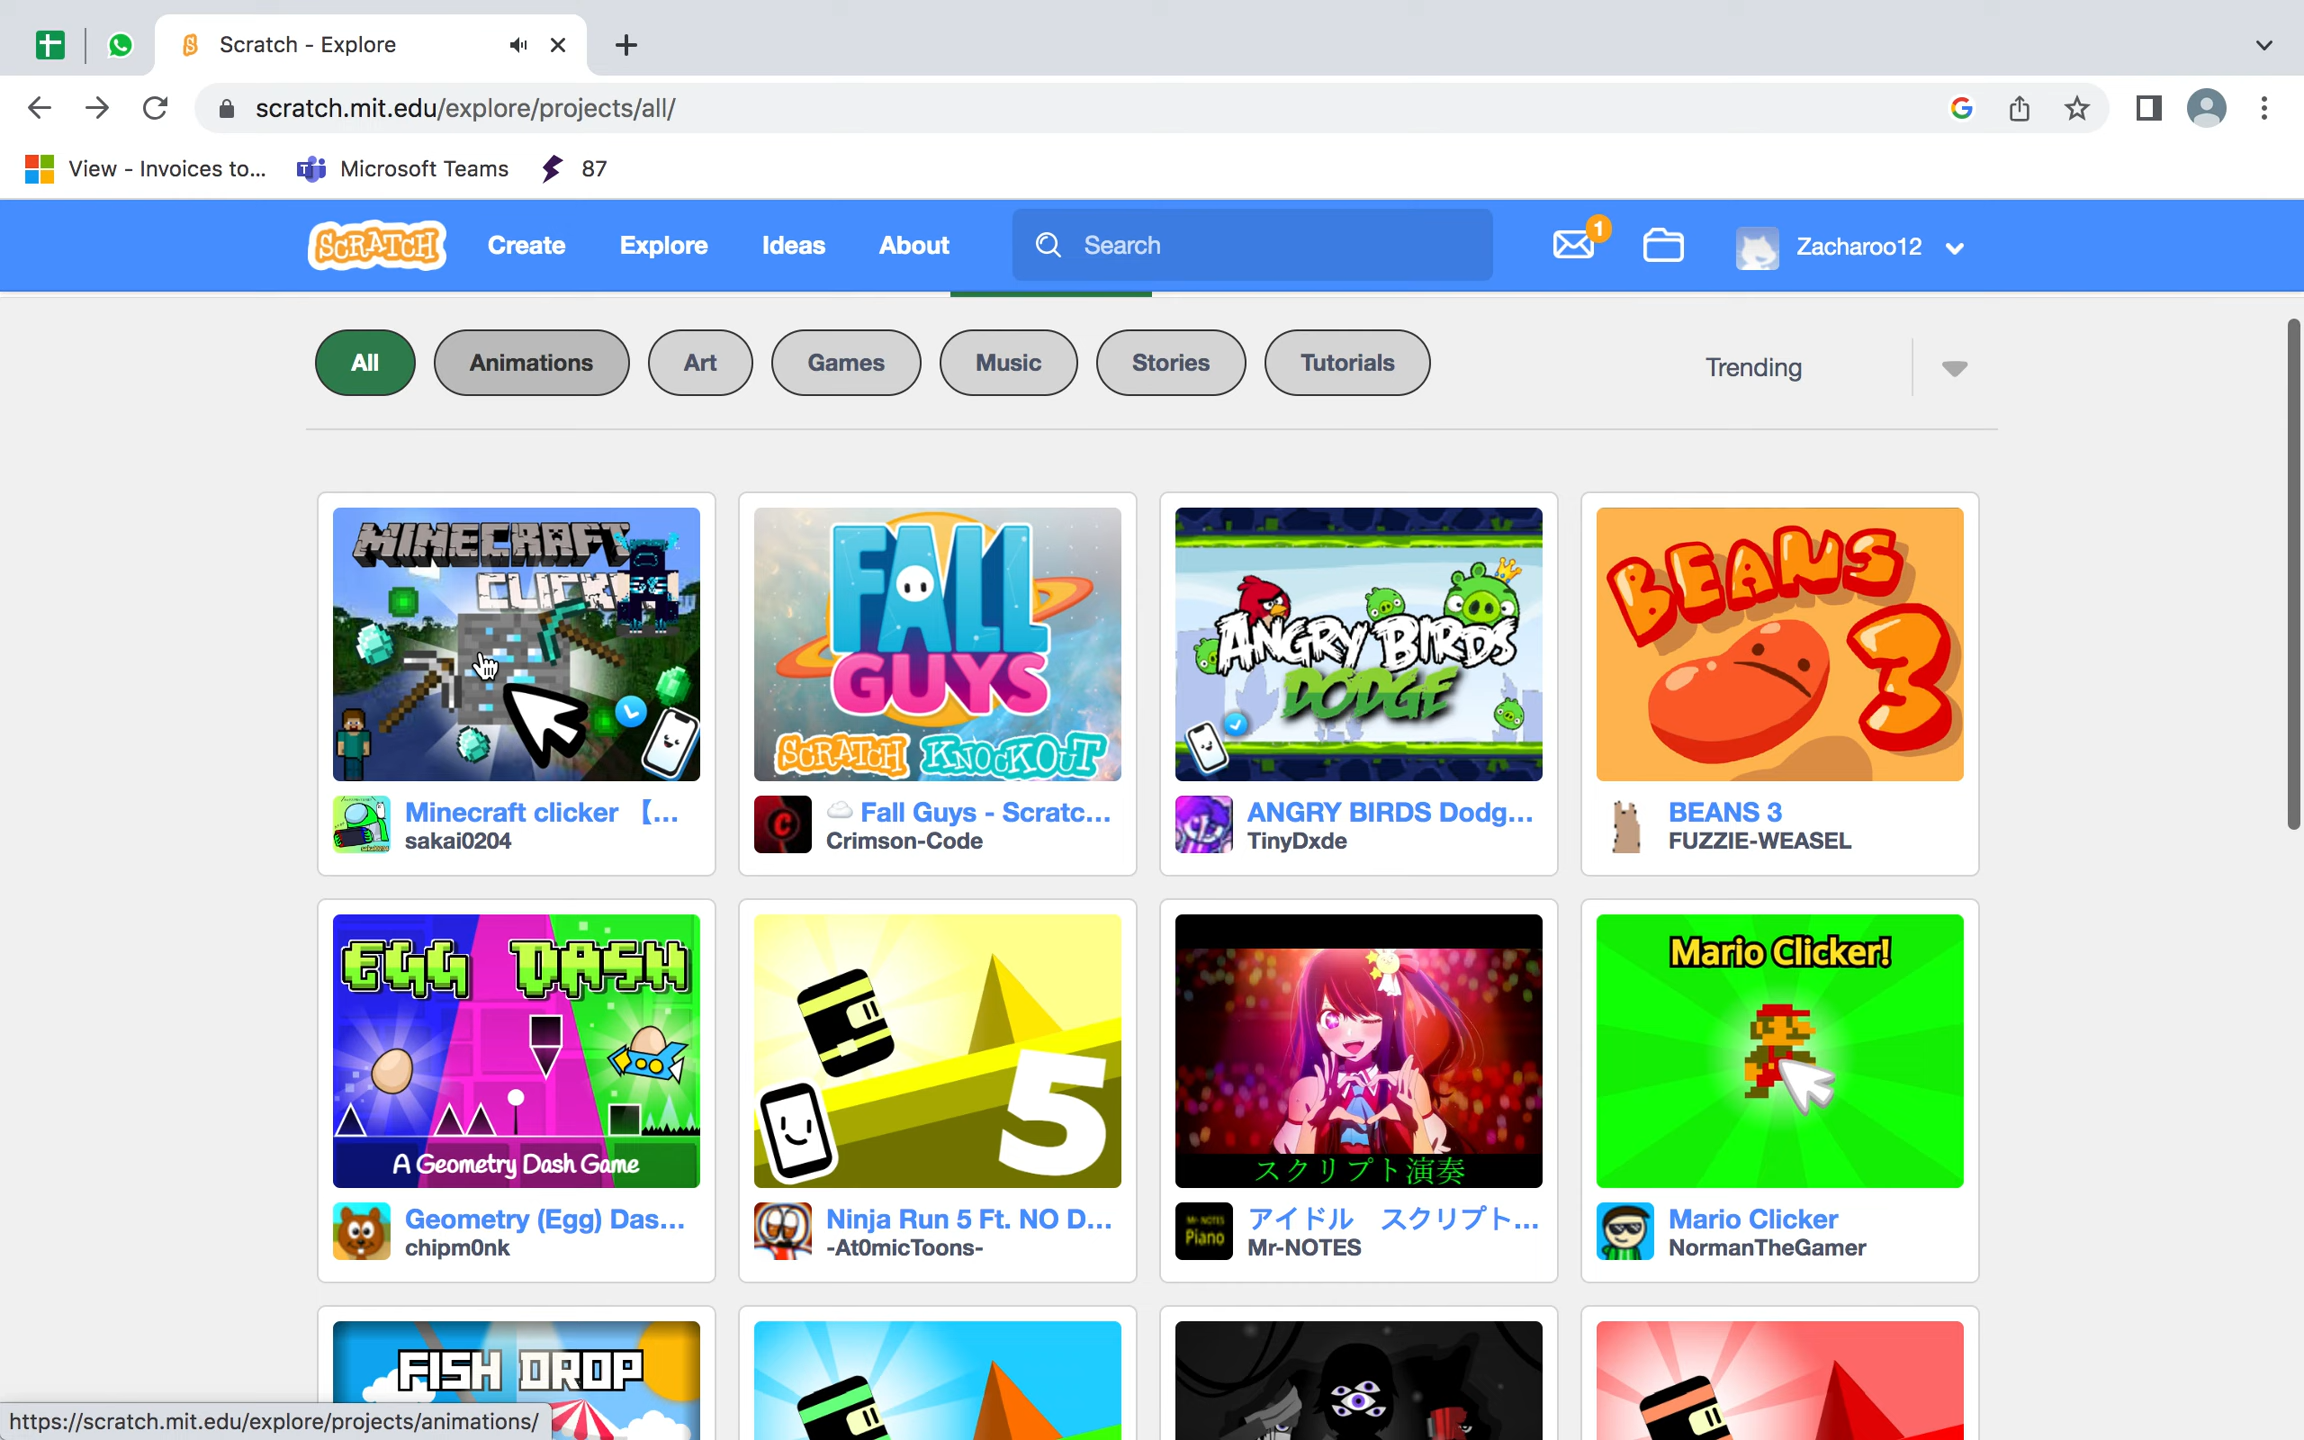 Scratch - Explore
scratch.mit.edu/explore/projects/all/
View - Invoices to... Microsoft Teams 87
SCRATCH Create Explore Ideas About Search 1 Zacharoo12
All Animations Art Games Music Stories Tutorials Trending
MINECRAFT
CLICK
Minecraft clicker 【...
sakai0204
FALL
GUYS
SCRATCH KNOCKOUT
Fall Guys - Scratc...
Crimson-Code
ANGRY BIRDS
DODGE
ANGRY BIRDS Dodg...
TinyDxde
BEANS
3
BEANS 3
FUZZIE-WEASEL
EGG DASH
A Geometry Dash Game
Geometry (Egg) Das...
chipm0nk
5
Ninja Run 5 Ft. NO D...
-At0micToons-
スクリプト演奏
Mr-NOTES
Piano
アイドル　スクリプト...
Mr-NOTES
Mario Clicker!
Mario Clicker
NormanTheGamer
FISH DROP
https://scratch.mit.edu/explore/projects/animations/